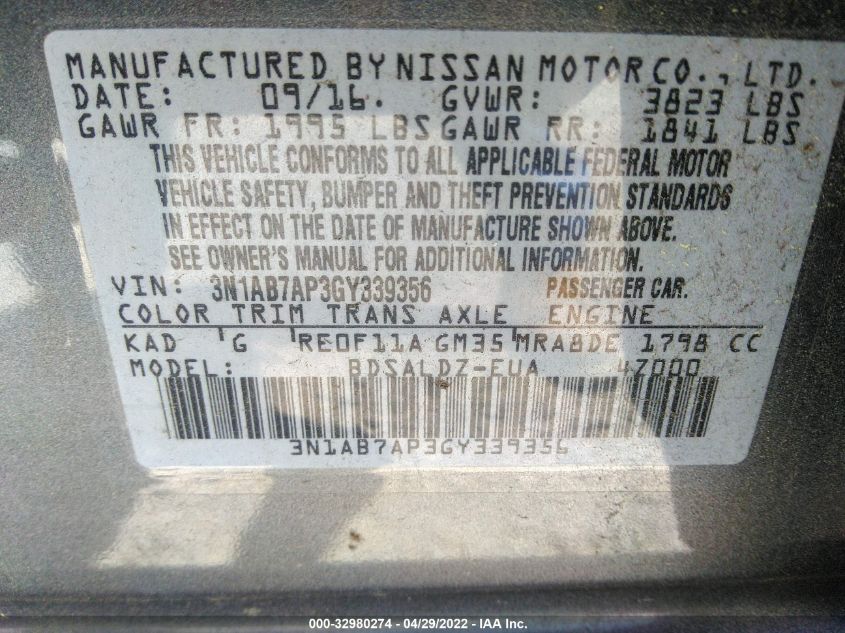 MANUFACTURED BY NISSAN MOTOR CO., LTD.
DATE: 09/16. GVWR: 3823 LBS
GAWR FR: 1995 LBS GAWR RR: 1841 LBS
THIS VEHICLE CONFORMS TO ALL APPLICABLE FEDERAL MOTOR
VEHICLE SAFETY, BUMPER AND THEFT PREVENTION STANDARDS
IN EFFECT ON THE DATE OF MANUFACTURE SHOWN ABOVE.
SEE OWNER'S MANUAL FOR ADDITIONAL INFORMATION.
VIN: 3N1AB7AP3GY339356 PASSENGER CAR.
COLOR TRIM TRANS AXLE ENGINE
KAD G RE0F11A GM35 MRA8DE 1798 CC
MODEL: BDSALDZ-EUA 4Z000
3N1AB7AP3GY339356
000-32980274 - 04/29/2022 - IAA Inc.